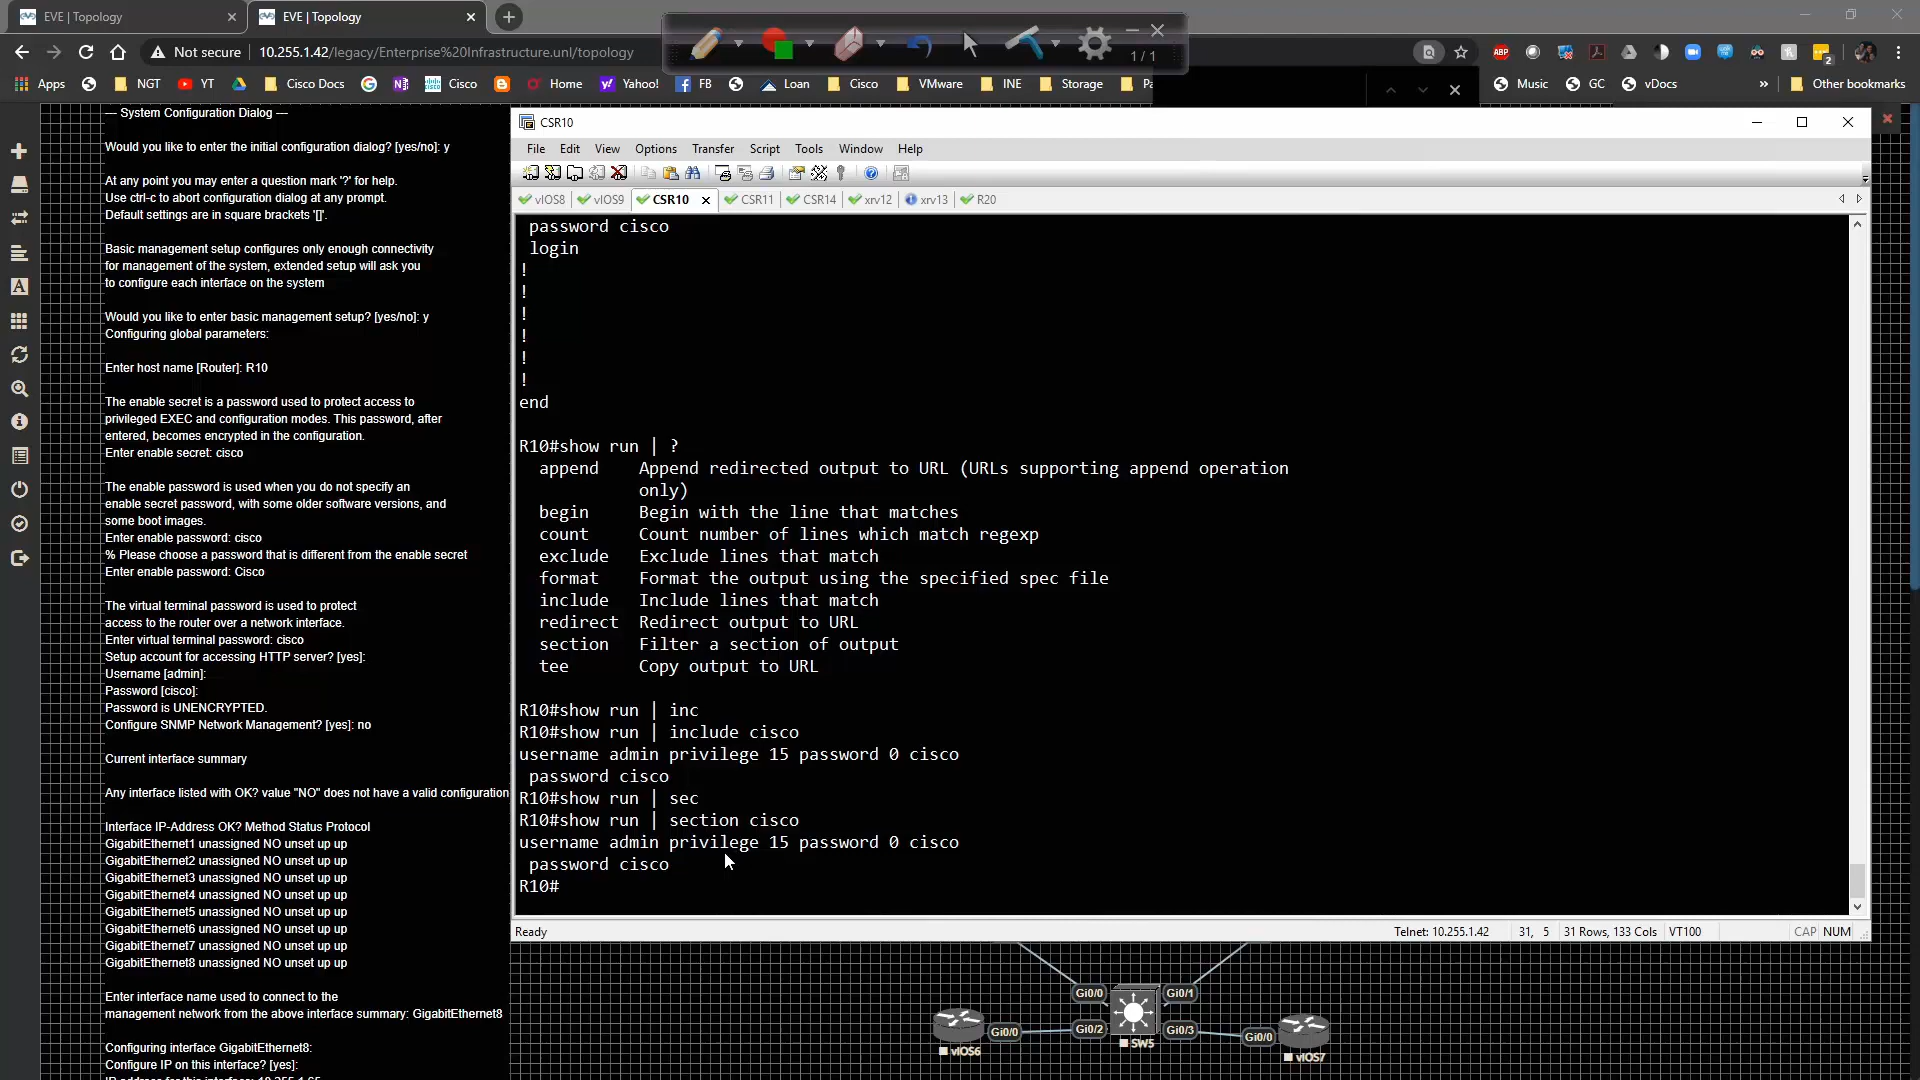 EVE | Topology
EVE | Topology
1 / 1
Not secure
10.255.1.42/legacy/Enterprise%20Infrastructure.unl/topology
ABP
2
Apps
NGT
YT
Cisco Docs
Cisco
Home
Yahoo!
FB
Loan
Cisco
VMware
INE
Storage
Pa
Music
GC
vDocs
»
Other bookmarks
--- System Configuration Dialog ---
Would you like to enter the initial configuration dialog? [yes/no]: y
At any point you may enter a question mark '?' for help.
Use ctrl-c to abort configuration dialog at any prompt.
Default settings are in square brackets '[]'.
Basic management setup configures only enough connectivity
for management of the system, extended setup will ask you
to configure each interface on the system
Would you like to enter basic management setup? [yes/no]: y
Configuring global parameters:
Enter host name [Router]: R10
The enable secret is a password used to protect access to
privileged EXEC and configuration modes. This password, after
entered, becomes encrypted in the configuration.
Enter enable secret: cisco
The enable password is used when you do not specify an
enable secret password, with some older software versions, and
some boot images.
Enter enable password: cisco
% Please choose a password that is different from the enable secret
Enter enable password: Cisco
The virtual terminal password is used to protect
access to the router over a network interface.
Enter virtual terminal password: cisco
Setup account for accessing HTTP server? [yes]:
Username [admin]:
Password [cisco]:
Password is UNENCRYPTED.
Configure SNMP Network Management? [yes]: no
Current interface summary
Any interface listed with OK? value "NO" does not have a valid configuration
Interface IP-Address OK? Method Status Protocol
GigabitEthernet1 unassigned NO unset up up
GigabitEthernet2 unassigned NO unset up up
GigabitEthernet3 unassigned NO unset up up
GigabitEthernet4 unassigned NO unset up up
GigabitEthernet5 unassigned NO unset up up
GigabitEthernet6 unassigned NO unset up up
GigabitEthernet7 unassigned NO unset up up
GigabitEthernet8 unassigned NO unset up up
Enter interface name used to connect to the
management network from the above interface summary: GigabitEthernet8
Configuring interface GigabitEthernet8:
Configure IP on this interface? [yes]:
CSR10
File Edit View Options Transfer Script Tools Window Help
vIOS8 vIOS9 CSR10 CSR11 CSR14 xrv12 xrv13 R20
password cisco
login
!
!
!
!
!
!
end
R10#show run | ?
append Append redirected output to URL (URLs supporting append operation
only)
begin Begin with the line that matches
count Count number of lines which match regexp
exclude Exclude lines that match
format Format the output using the specified spec file
include Include lines that match
redirect Redirect output to URL
section Filter a section of output
tee Copy output to URL
R10#show run | inc
R10#show run | include cisco
username admin privilege 15 password 0 cisco
password cisco
R10#show run | sec
R10#show run | section cisco
username admin privilege 15 password 0 cisco
password cisco
R10#
Ready
Telnet: 10.255.1.42
31, 5
31 Rows, 133 Cols
VT100
CAP NUM
Gi0/0
Gi0/1
Gi0/0
Gi0/2
Gi0/3
Gi0/0
vIOS6
SW5
vIOS7